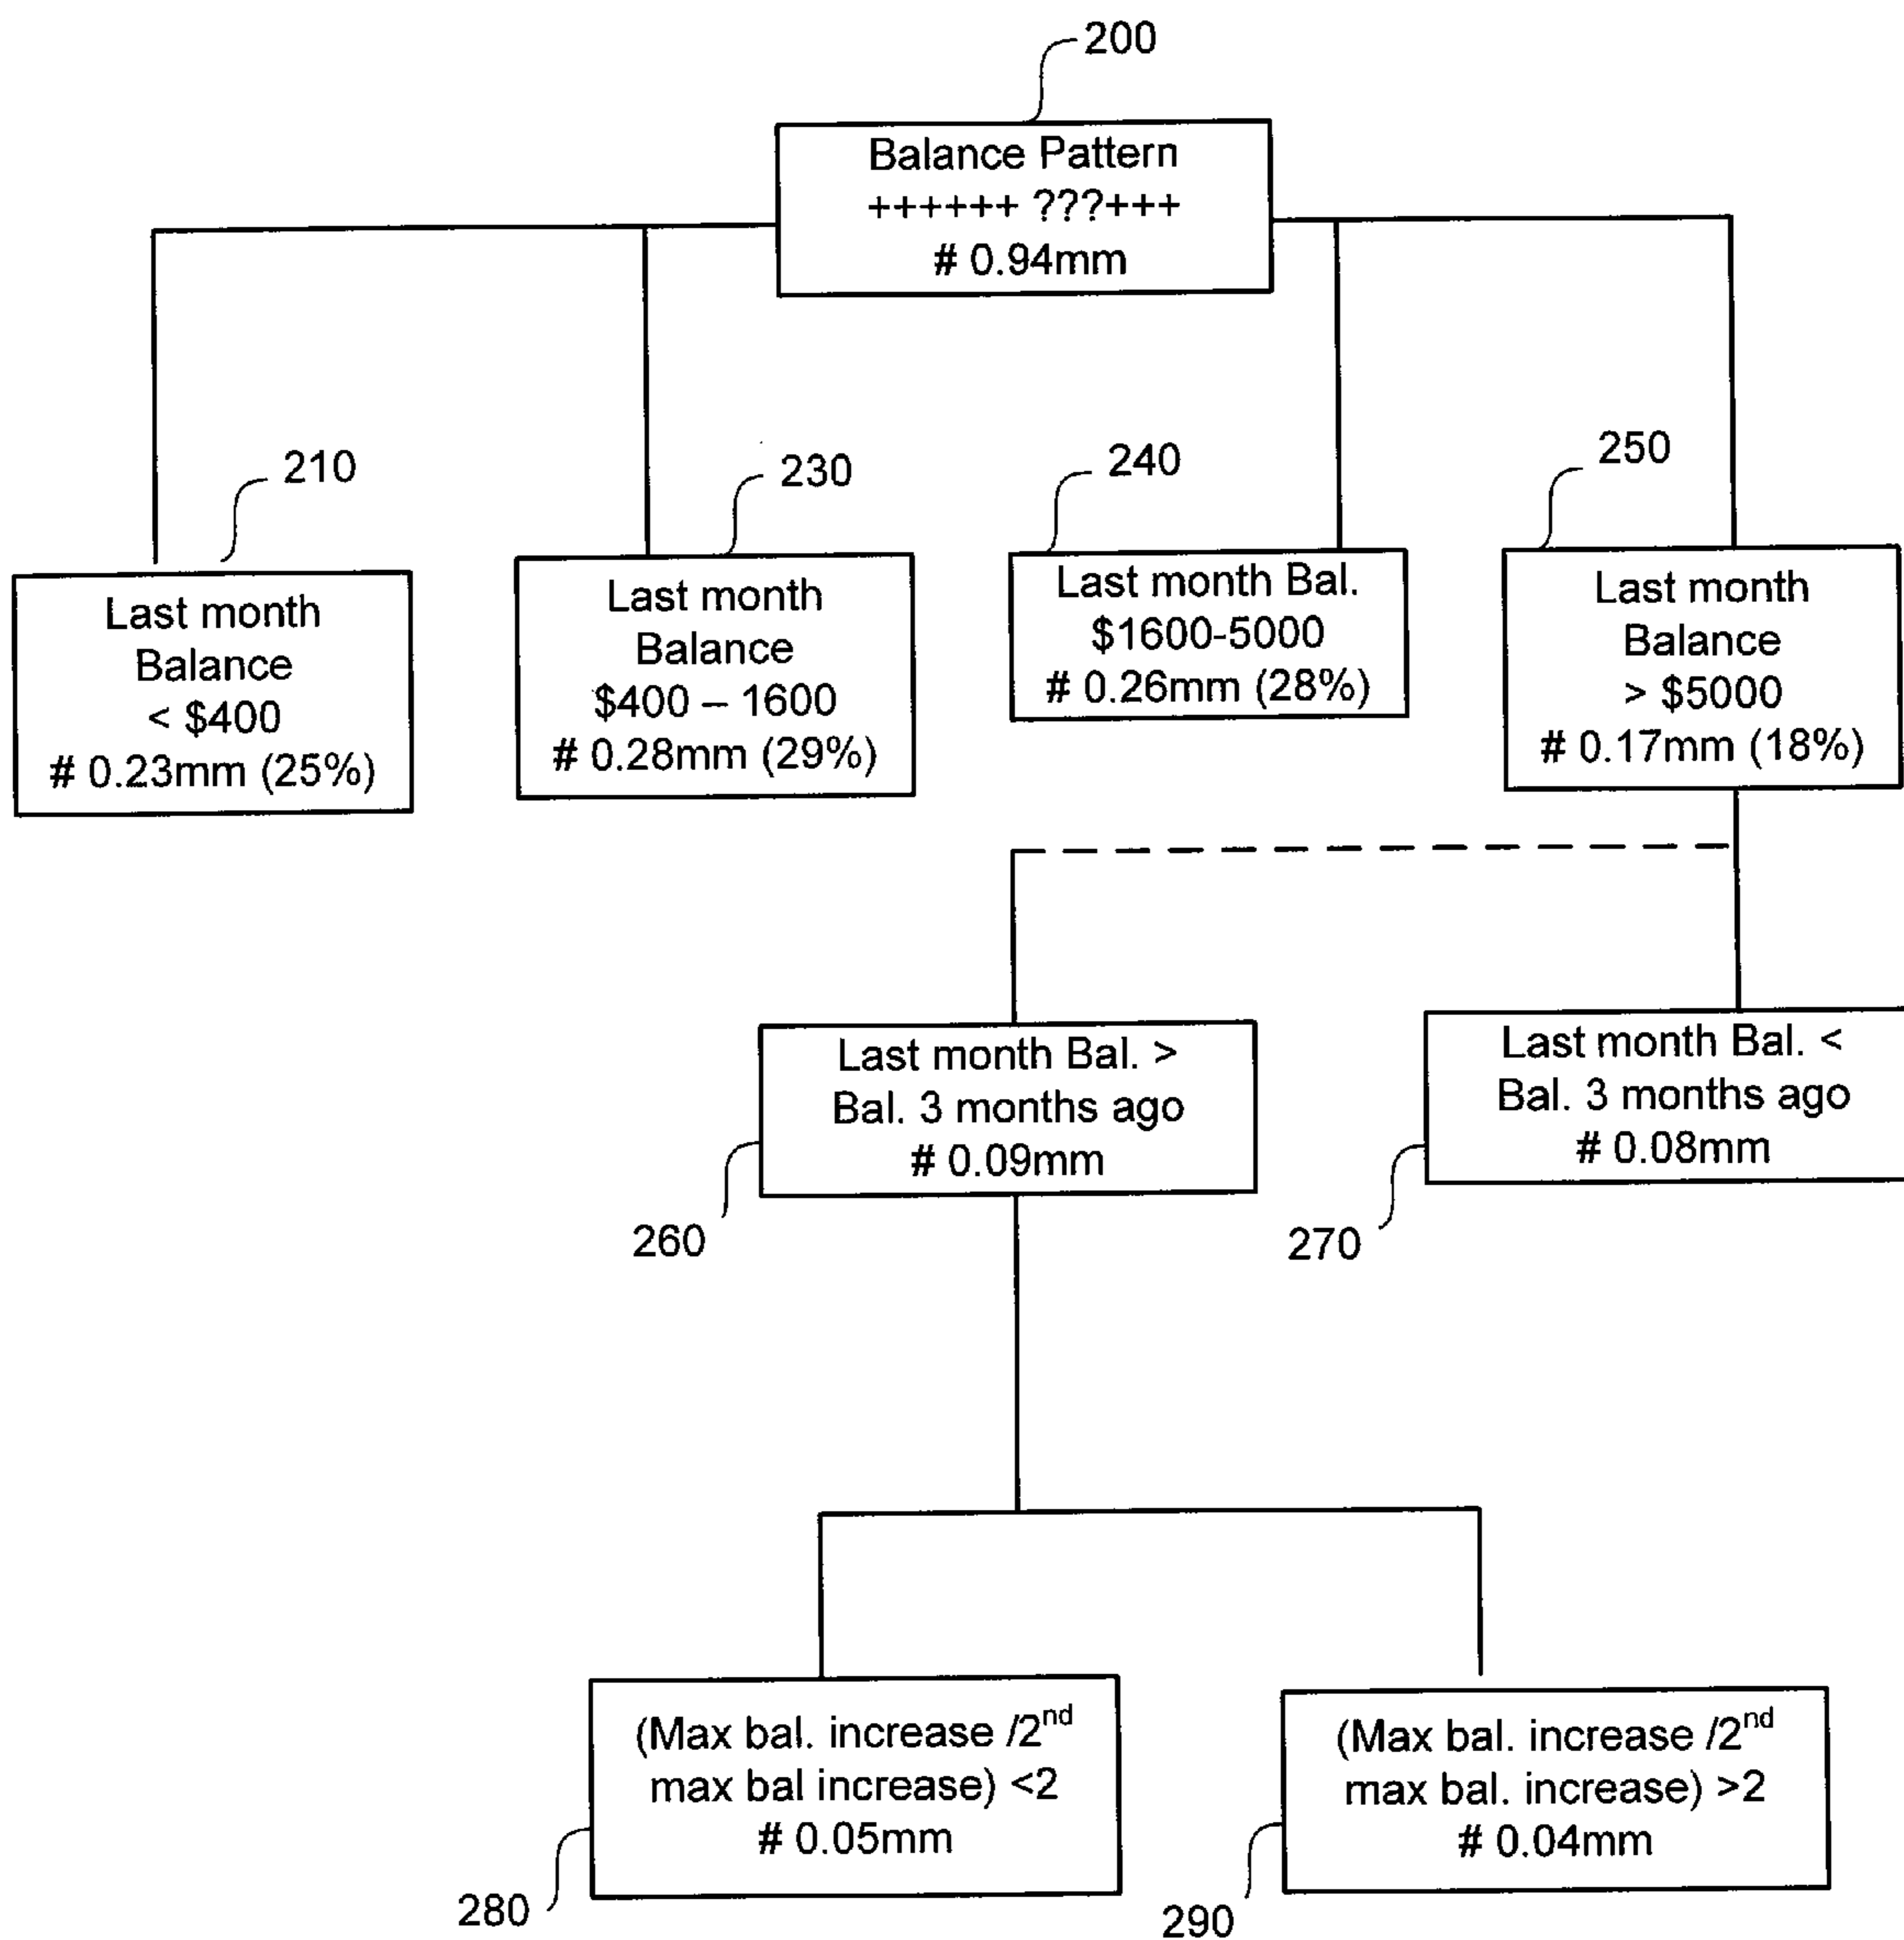 200
Balance Pattern
++++++ ???+++
# 0.94mm
210
230
240
250
Last month
Balance
< $400
# 0.23mm (25%)
Last month
Balance
$400 – 1600
# 0.28mm (29%)
Last month Bal.
$1600-5000
# 0.26mm (28%)
Last month
Balance
> $5000
# 0.17mm (18%)
Last month Bal. >
Bal. 3 months ago
# 0.09mm
260
Last month Bal. <
Bal. 3 months ago
# 0.08mm
270
(Max bal. increase /2nd
max bal increase) <2
# 0.05mm
280
(Max bal. increase /2nd
max bal. increase) >2
# 0.04mm
290